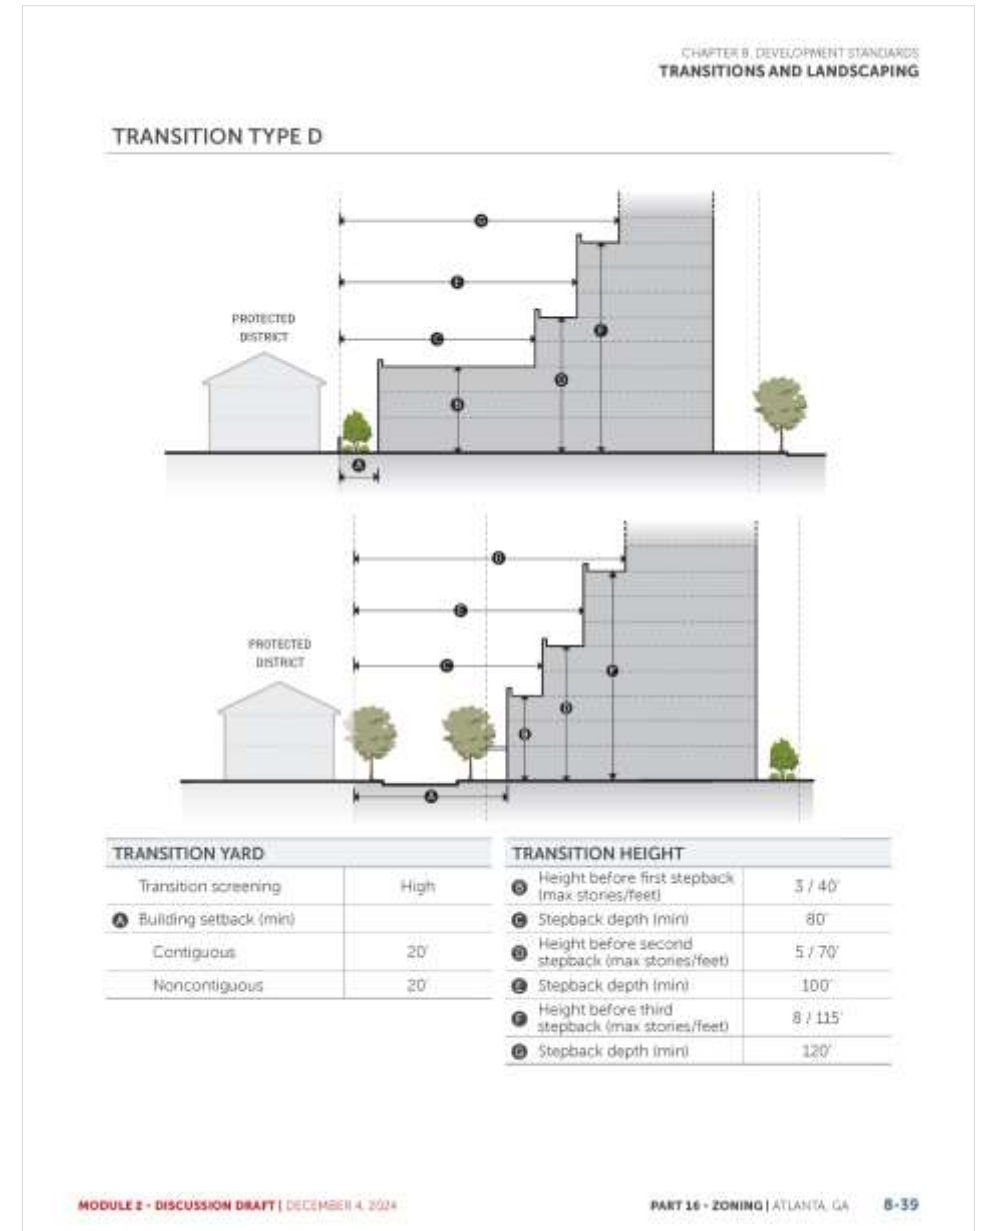 CHAPTER 8. DEVELOPMENT STANDARDS
TRANSITIONS AND LANDSCAPING
TRANSITION TYPE D
G
E
PROTECTED
DISTRICT
C
F
D
B
A
E
PROTECTED
DISTRICT
C
F
D
B
A
TRANSITION YARD
Transition screening High
A Building setback (min)
Contiguous 20'
Noncontiguous 20'
TRANSITION HEIGHT
B Height before first stepback
(max stories/feet) 3 / 40'
C Stepback depth (min) 80'
D Height before second
stepback (max stories/feet) 5 / 70'
E Stepback depth (min) 100'
F Height before third
stepback (max stories/feet) 8 / 115'
G Stepback depth (min) 120'
MODULE 2 - DISCUSSION DRAFT | DECEMBER 4, 2024
PART 16 - ZONING | ATLANTA, GA 8-39